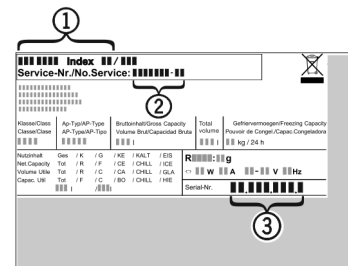 1
Index /
Service-Nr./No.Service: -
2
Klasse/Class Ap-Typ/AP-Type Bruttoinhalt/Gross Capacity Total Gefriervermoegen/Freezing Capacity
Classe/Clase AP-Type/AP-Tipo Volume Brut/Capacidad Bruta volume Pouvoir de Congel./Capac.Congeladora
l l kg / 24 h
Nutzinhalt Ges / K / G / KE / KALT / EIS
Net.Capacity Tot / R / F / CE / CHILL / ICE
Volume Utile Tot / R / C / CA / CHILL / GLA
Capac. Util Tot / F / C / BO / CHILL / HIE
l / l
R : g
W A - V Hz
Serial-Nr. . . .
3